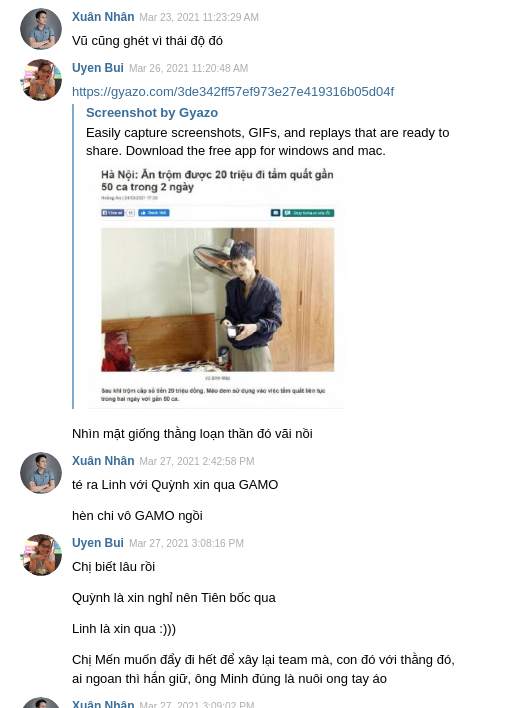 Xuân Nhân Mar 23, 2021 11:23:29 AM
Vũ cũng ghét vì thái độ đó
Uyen Bui Mar 26, 2021 11:20:48 AM
https://gyazo.com/3de342ff57ef973e27e419316b05d04f
Screenshot by Gyazo
Easily capture screenshots, GIFs, and replays that are ready to
share. Download the free app for windows and mac.
Hà Nội: Ăn trộm được 20 triệu đi tẩm quất gần
50 ca trong 2 ngày
Chia sẻ
Thích
Sau khi trộm cắp số tiền 20 triệu đồng, Mão đem sử dụng vào việc tẩm quất liên tục
trong hai ngày với gần 50 ca.
Nhìn mặt giống thằng loạn thần đó vãi nồi
Xuân Nhân Mar 27, 2021 2:42:58 PM
té ra Linh với Quỳnh xin qua GAMO
hèn chi vô GAMO ngồi
Uyen Bui Mar 27, 2021 3:08:16 PM
Chị biết lâu rồi
Quỳnh là xin nghỉ nên Tiên bốc qua
Linh là xin qua :)))
Chị Mến muốn đẩy đi hết để xây lại team mà, con đó với thằng đó,
ai ngoan thì hắn giữ, ông Minh đúng là nuôi ong tay áo
Xuân Nhân Mar 27, 2021 3:09:02 PM